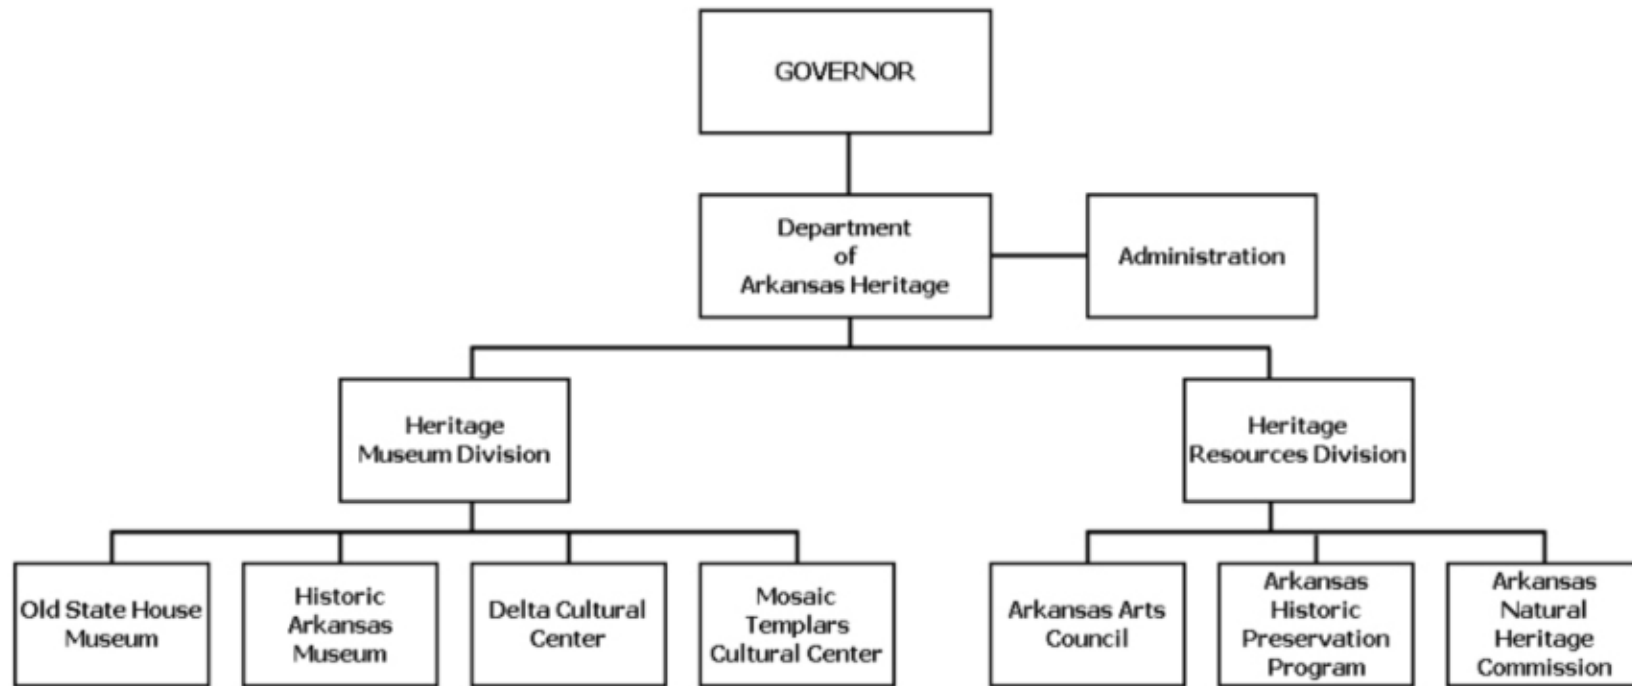 GOVERNOR
Department
of
Arkansas Heritage
Administration
Heritage
Museum Division
Heritage
Resources Division
Old State House
Museum
Historic
Arkansas
Museum
Delta Cultural
Center
Mosaic
Templars
Cultural Center
Arkansas Arts
Council
Arkansas
Historic
Preservation
Program
Arkansas
Natural
Heritage
Commission